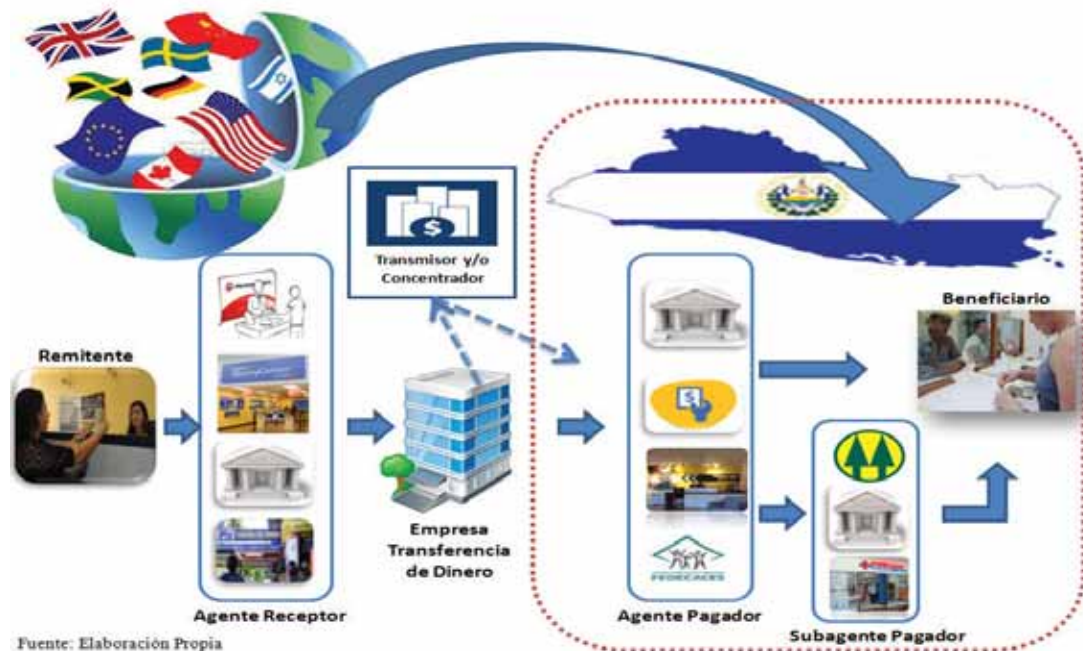 Transmisor y/o
Concentrador
Beneficiario
Remitente
$
Empresa
Transferencia
de Dinero
$
FEDECACES
Agente Receptor
Agente Pagador
Subagente Pagador
Fuente: Elaboración Propia